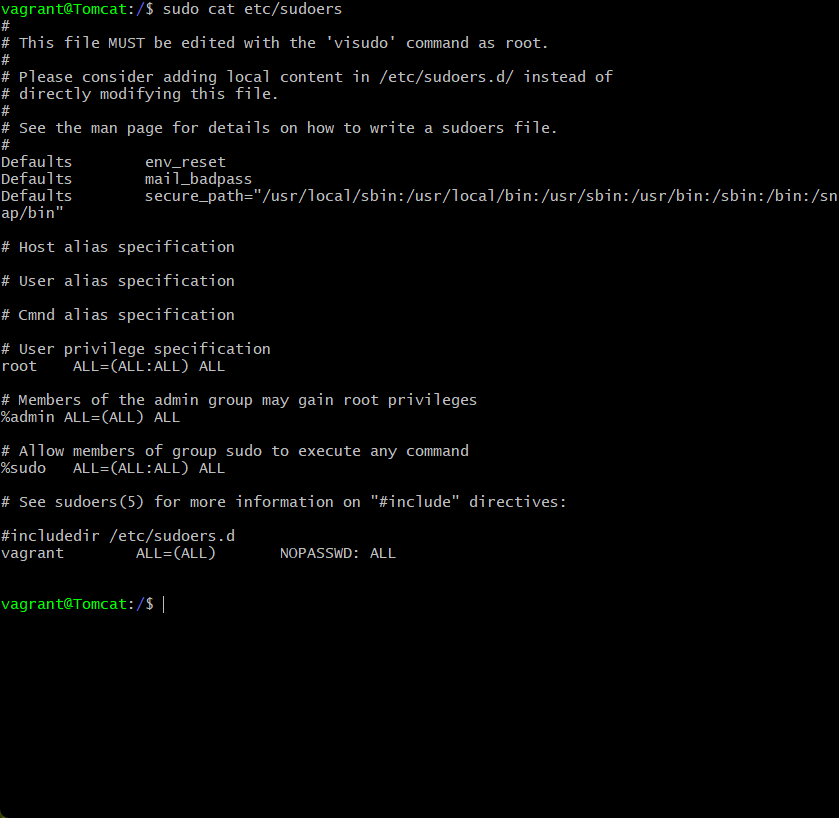 vagrant@Tomcat:/$ sudo cat etc/sudoers
#
# This file MUST be edited with the 'visudo' command as root.
#
# Please consider adding local content in /etc/sudoers.d/ instead of
# directly modifying this file.
#
# See the man page for details on how to write a sudoers file.
#
Defaults        env_reset
Defaults        mail_badpass
Defaults        secure_path="/usr/local/sbin:/usr/local/bin:/usr/sbin:/usr/bin:/sbin:/bin:/sn
ap/bin"

# Host alias specification

# User alias specification

# Cmnd alias specification

# User privilege specification
root    ALL=(ALL:ALL) ALL

# Members of the admin group may gain root privileges
%admin ALL=(ALL) ALL

# Allow members of group sudo to execute any command
%sudo   ALL=(ALL:ALL) ALL

# See sudoers(5) for more information on "#include" directives:

#includedir /etc/sudoers.d
vagrant        ALL=(ALL)       NOPASSWD: ALL


vagrant@Tomcat:/$